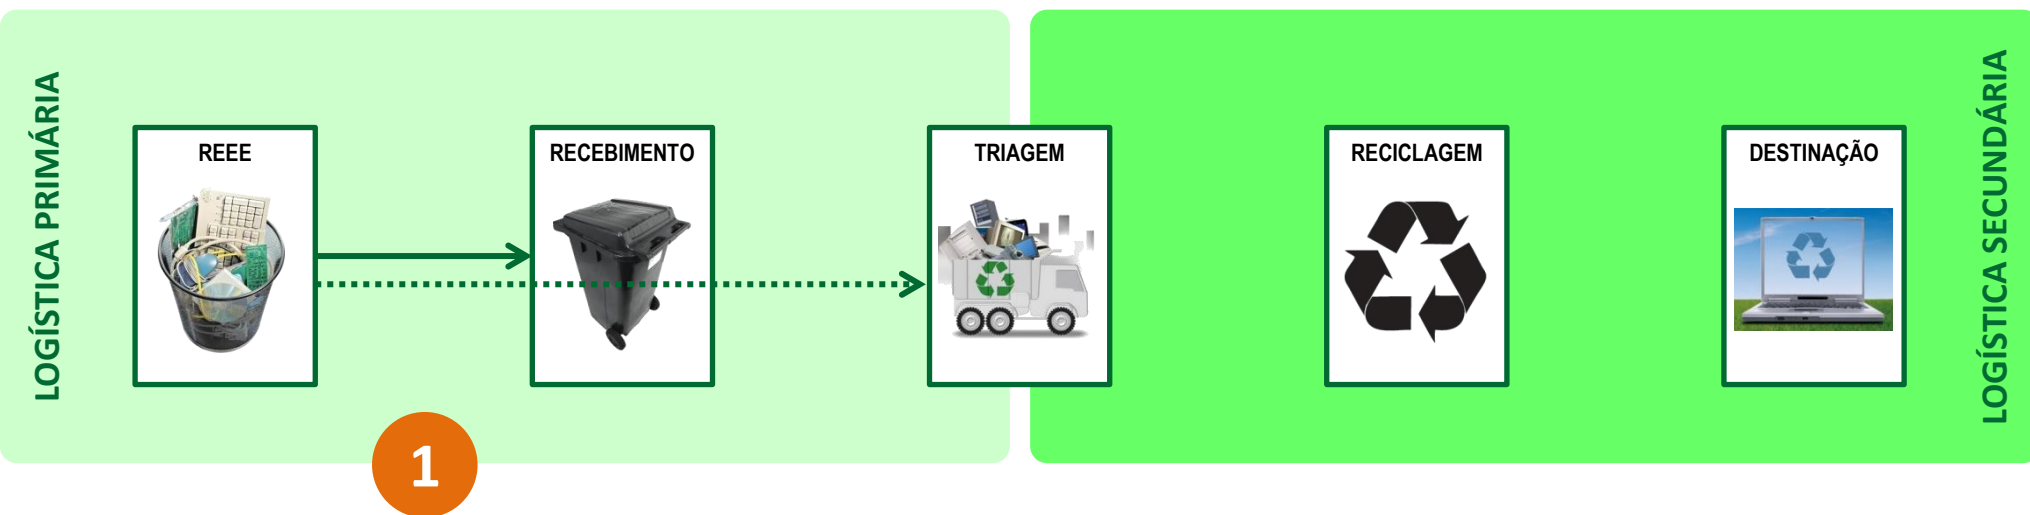 LOGÍSTICA PRIMÁRIA
REEE
RECEBIMENTO
TRIAGEM
RECICLAGEM
DESTINAÇÃO
LOGÍSTICA SECUNDÁRIA
1